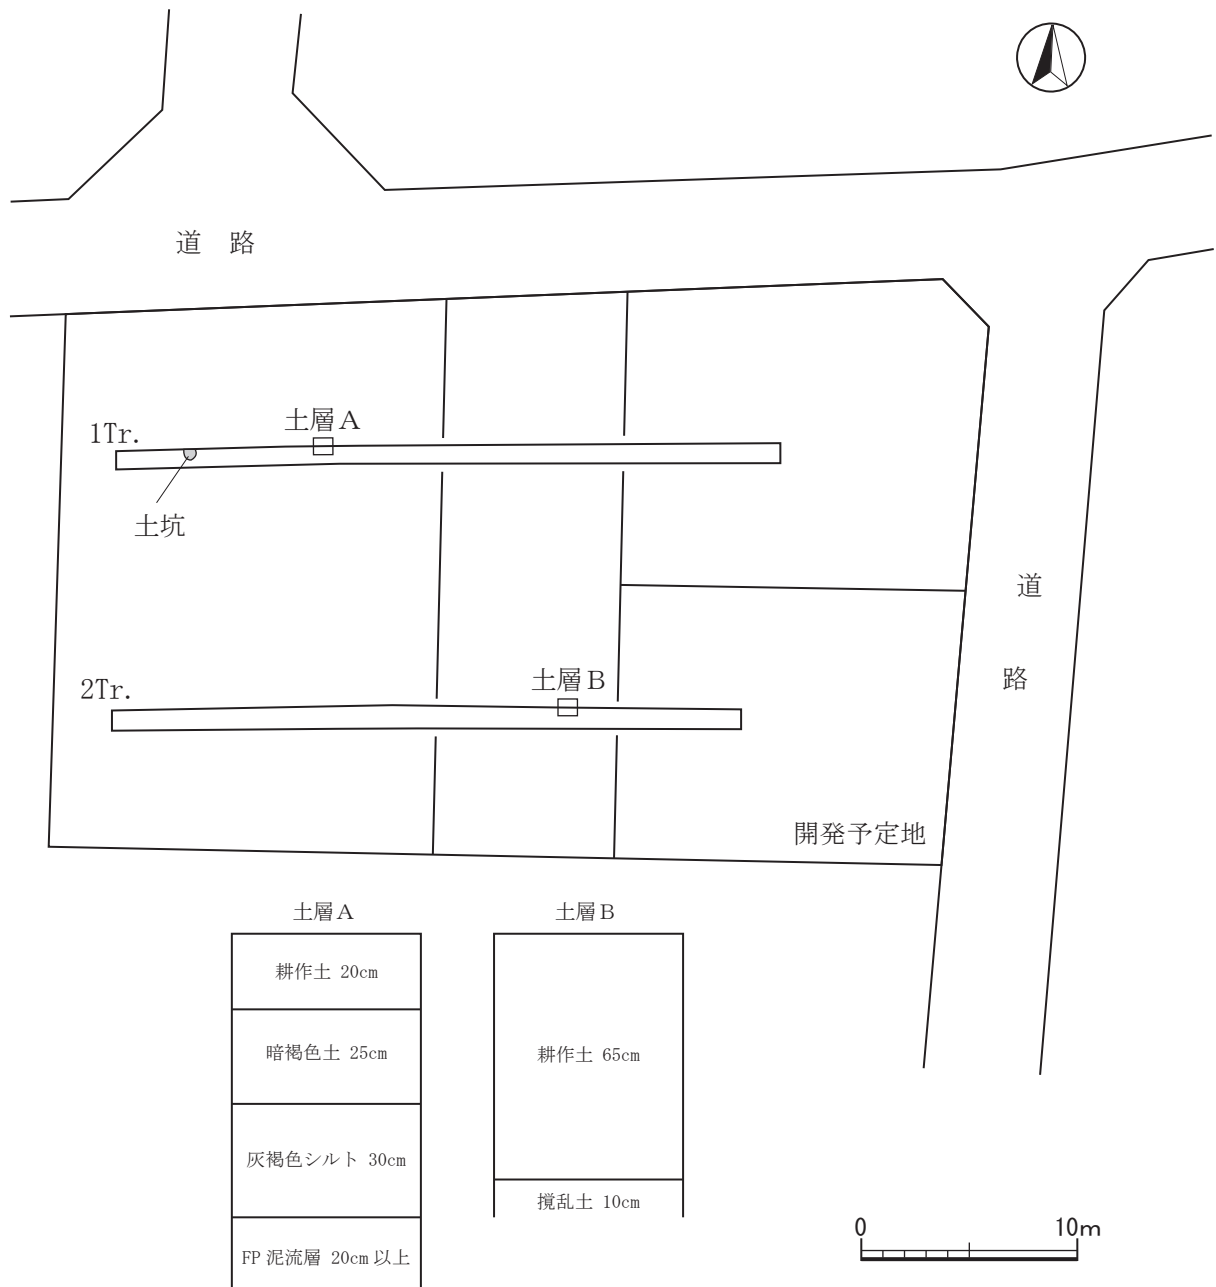 道 路
土層A
1Tr.
土坑
道
路
土層B
2Tr.
開発予定地
土層A
土層B
耕作土 20cm
暗褐色土 25cm
灰褐色シルト 30cm
FP 泥流層 20cm 以上
耕作土 65cm
攪乱土 10cm
0 10m